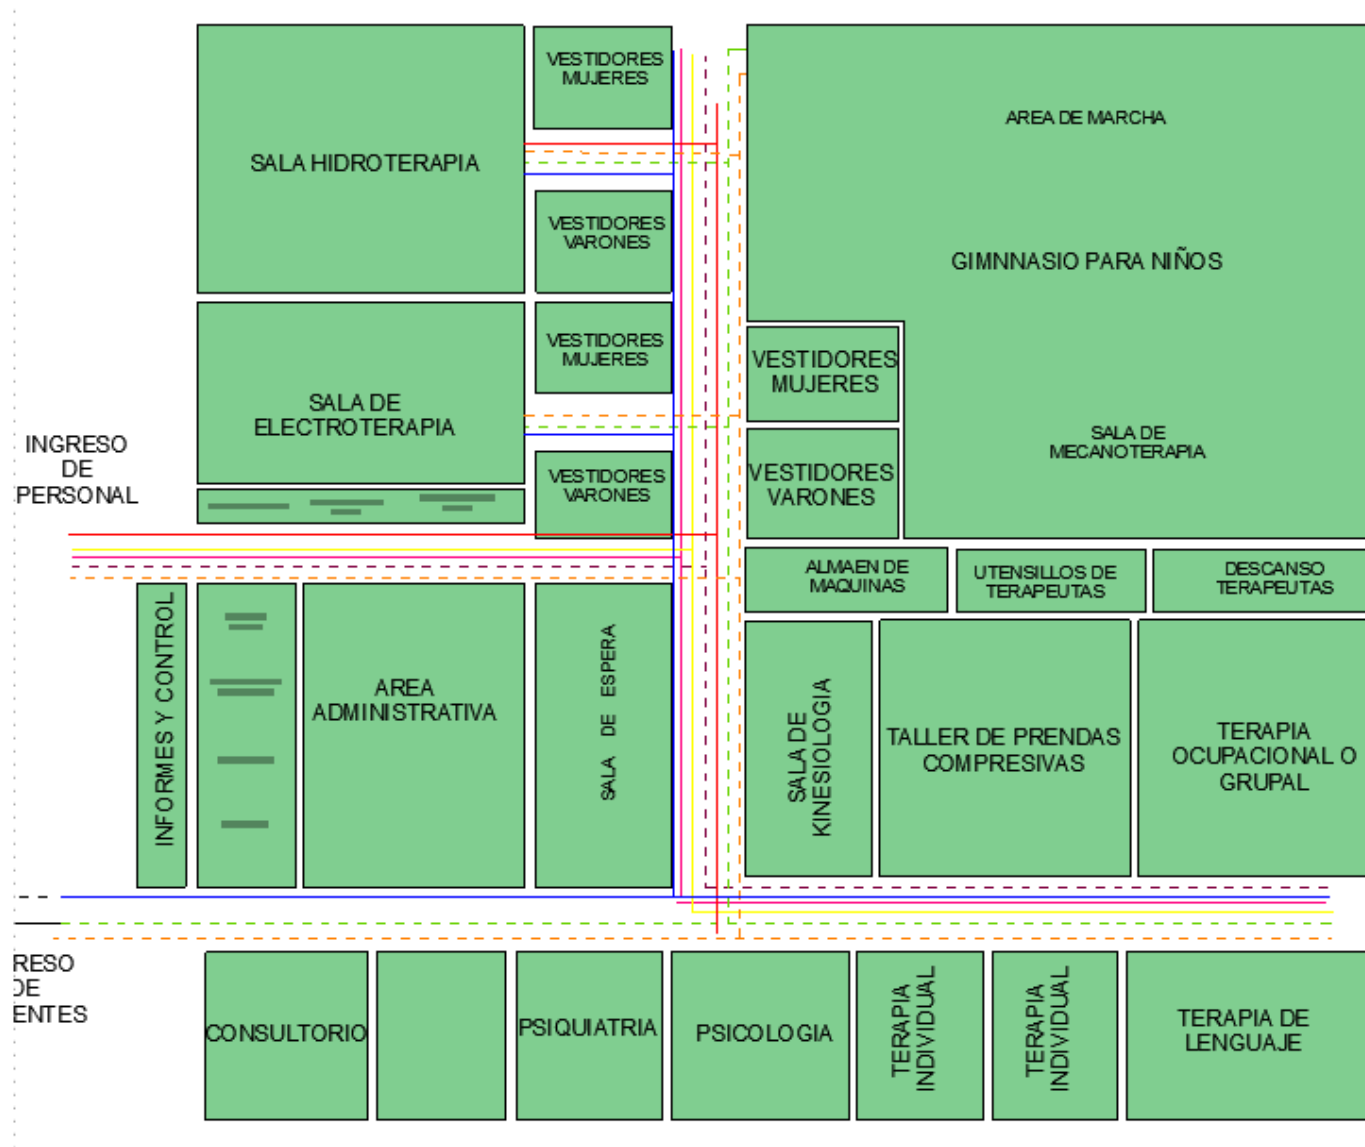 VESTIDORES
MUJERES
AREA DE MARCHA
SALA HIDROTERAPIA
VESTIDORES
VARONES
GIMNNASIO PARA NIÑOS
VESTIDORES
MUJERES
VESTIDORES
MUJERES
SALA DE
ELECTROTERAPIA
INGRESO
DE
PERSONAL
SALA DE
MECANOTERAPIA
VESTIDORES
VARONES
VESTIDORES
VARONES
ALMAEN DE
MAQUINAS
UTENSILLOS DE
TERAPEUTAS
DESCANSO
TERAPEUTAS
INFORMES Y CONTROL
AREA
ADMINISTRATIVA
SALA DE ESPERA
SALA DE
KINESIOLOGIA
TALLER DE PRENDAS
COMPRESIVAS
TERAPIA
OCUPACIONAL O
GRUPAL
RESO
DE
ENTES
CONSULTORIO
PSIQUIATRIA
PSICOLOGIA
TERAPIA
INDIVIDUAL
TERAPIA
INDIVIDUAL
TERAPIA DE
LENGUAJE